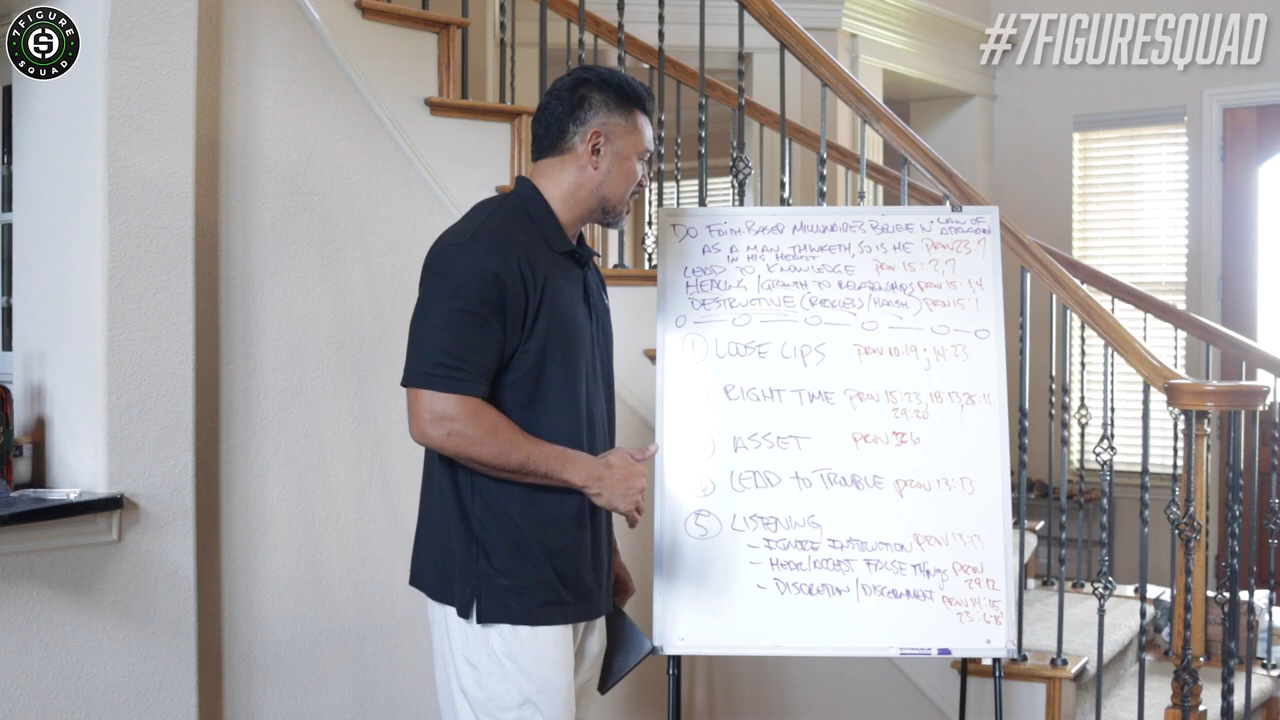 7FIGURE
SQUAD
#7FIGURESQUAD
DO FAITH-BASED MILLIONAIRES BELIEVE IN "LAW OF
ATTRACTION
AS A MAN THINKETH, SO IS HE PROV 23:7
IN HIS HEART
LEAD TO KNOWLEDGE PROV 15:2,7
HEALING/GROWTH TO RELATIONSHIPS PROV 15:1,4
DESTRUCTIVE (RECKLESS/HARSH) PROV 15:1
① LOOSE LIPS PROV 10:19; 14:23
RIGHT TIME PROV 15:23, 18:13, 25:11
29:20
ASSET PROV
LEAD TO TROUBLE PROV 13:13
⑤ LISTENING
- IGNORE INSTRUCTION PROV 13:13
- HEAR/ACCEPT FALSE THINGS PROV
29:12
- DISCRETION/DISCERNMENT PROV 14:15,
23:6-8